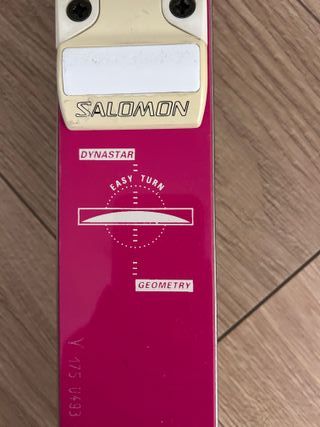 SALOMON
DYNASTAR
EASY TURN
GEOMETRY
175 0493